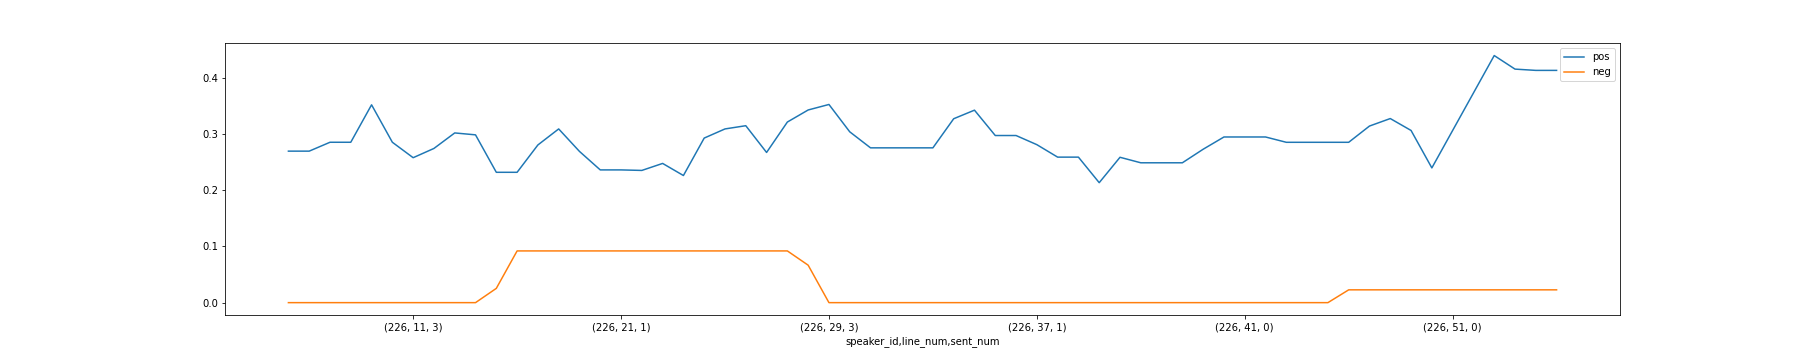 pos
neg
0.4
0.3
0.2
0.1
0.0
(226, 11, 3) (226, 21, 1) (226, 29, 3) (226, 37, 1) (226, 41, 0) (226, 51, 0)
speaker_id,line_num,sent_num